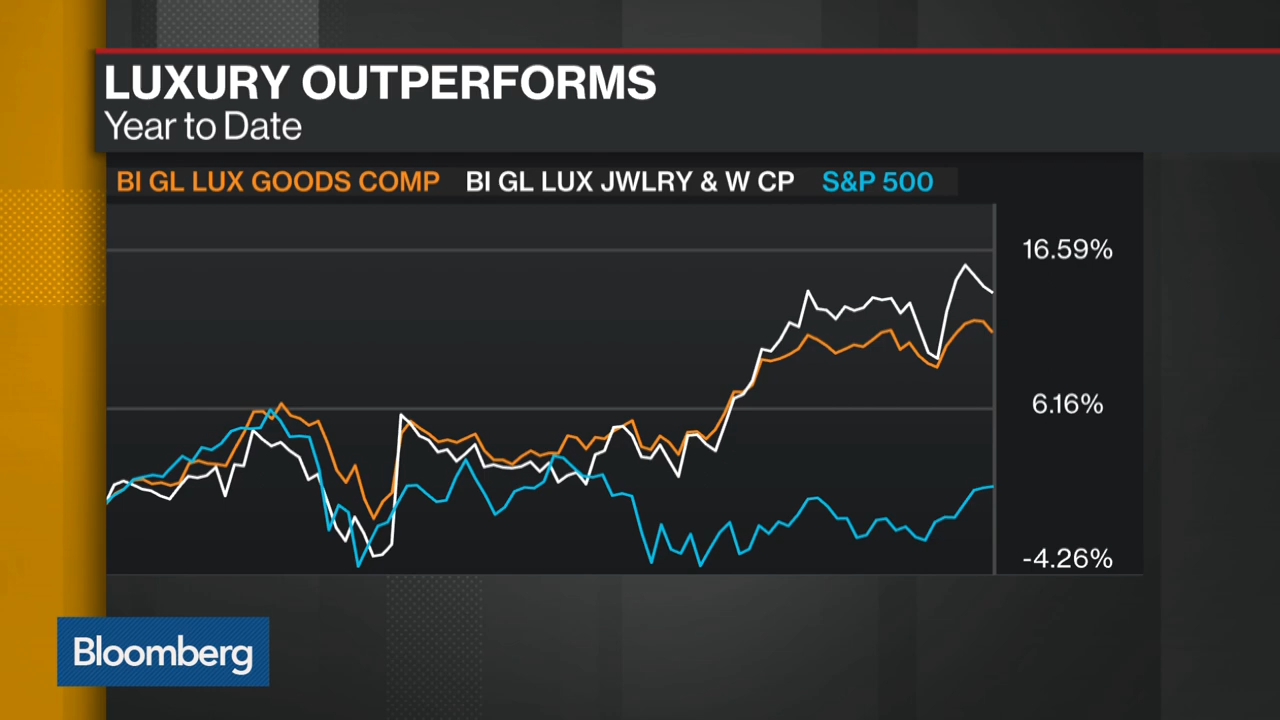 LUXURY OUTPERFORMS
Year to Date
BI GL LUX GOODS COMP BI GL LUX JWLRY & W CP S&P 500
16.59%
6.16%
-4.26%
Bloomberg